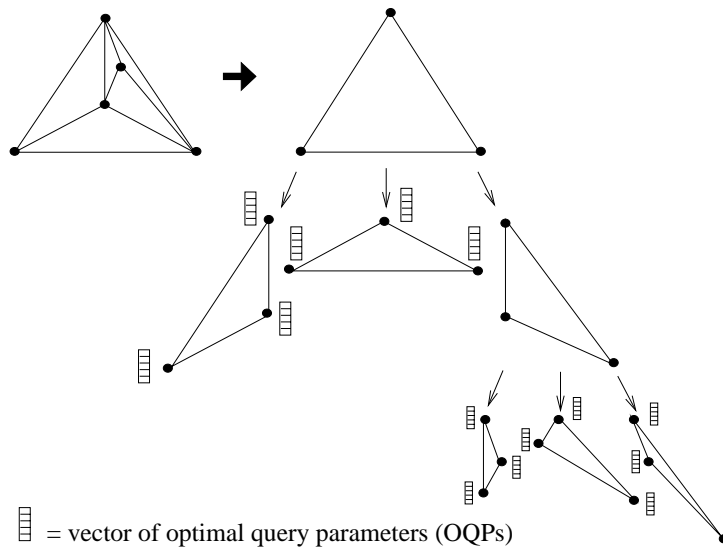 = vector of optimal query parameters (OQPs)